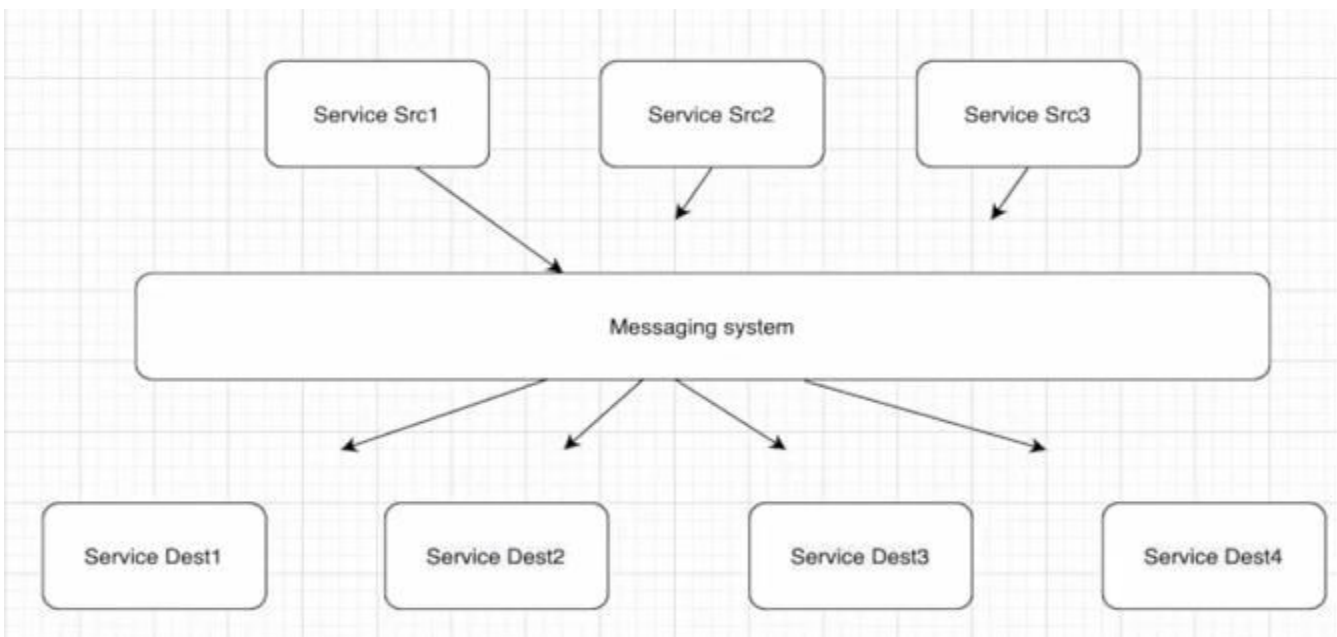 Service Src1
Service Src2
Service Src3
Messaging system
Service Dest1
Service Dest2
Service Dest3
Service Dest4